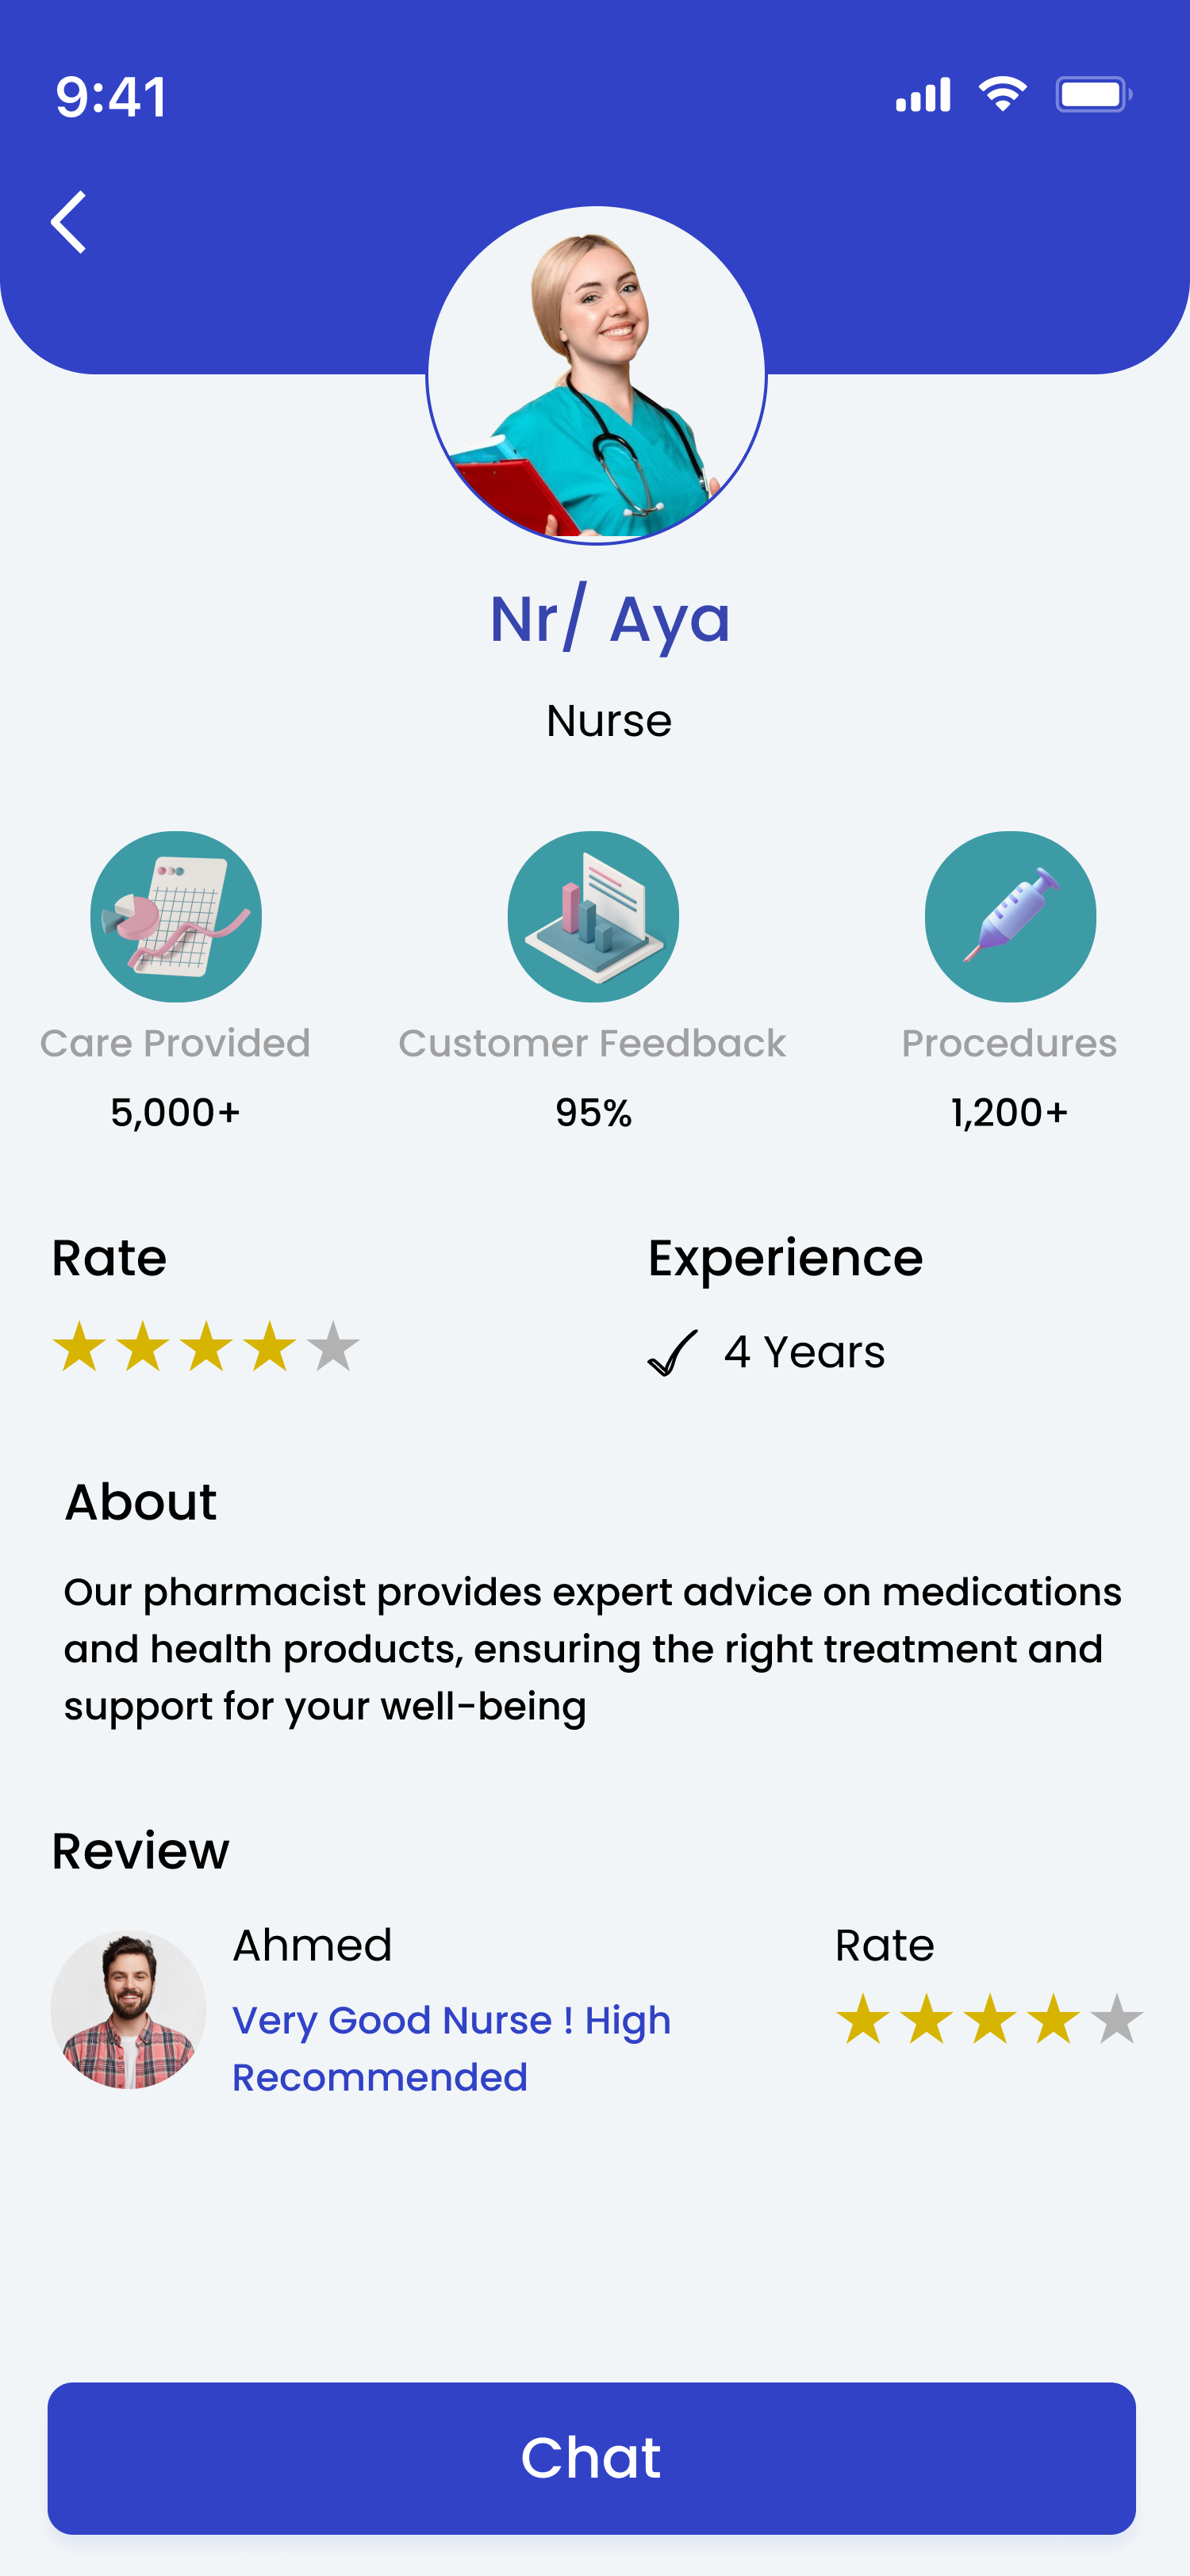 9:41
Nr/ Aya
Nurse
Care Provided
Customer Feedback
Procedures
5,000+
95%
1,200+
Rate
Experience
4 Years
About
Our pharmacist provides expert advice on medications
and health products, ensuring the right treatment and
support for your well-being
Review
Ahmed
Rate
Very Good Nurse ! High
Recommended
Chat